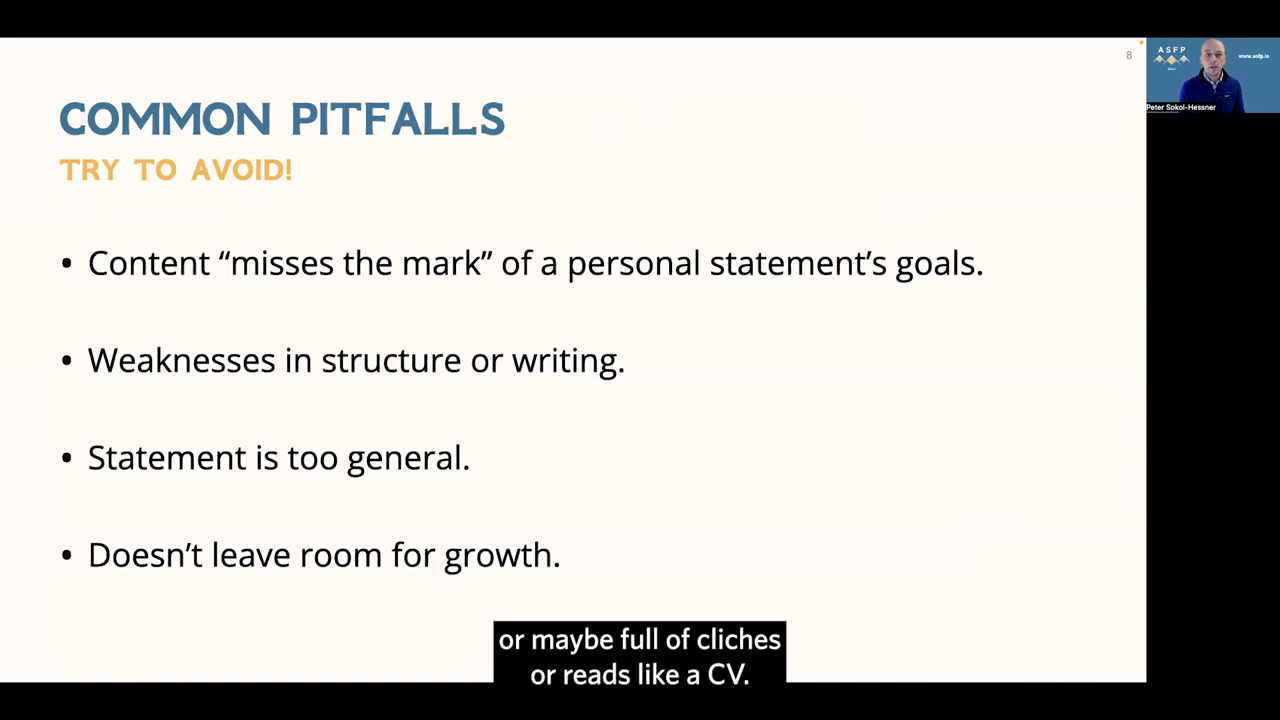 8
COMMON PITFALLS
TRY TO AVOID!
• Content “misses the mark” of a personal statement’s goals.
• Weaknesses in structure or writing.
• Statement is too general.
• Doesn’t leave room for growth.
or maybe full of cliches
or reads like a CV.
ASFP
www.asfp.io
Peter Sokol-Hessner